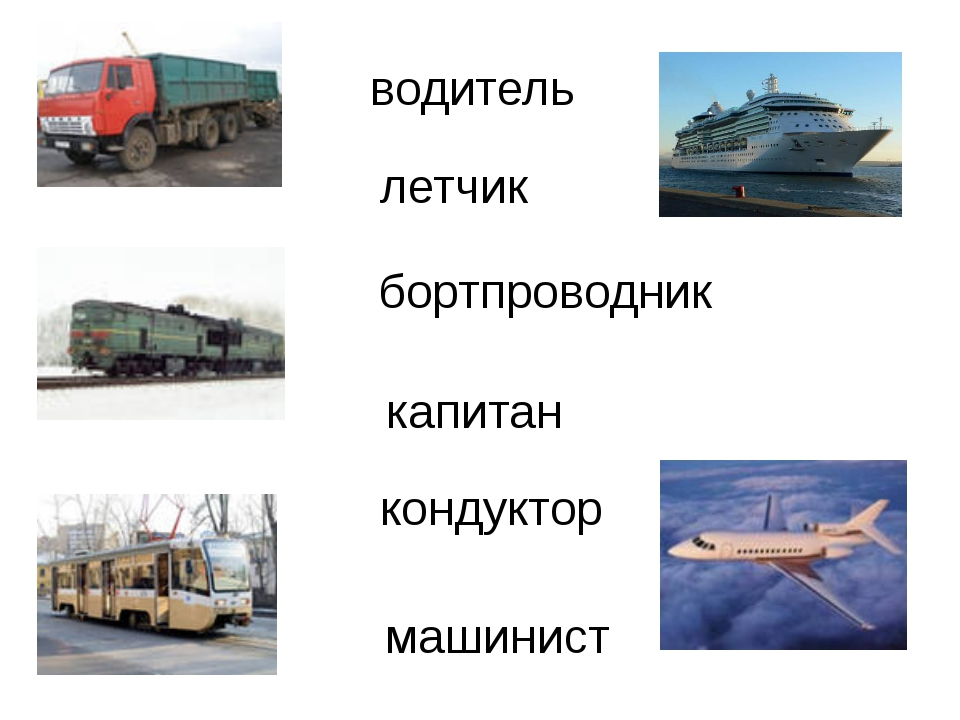 водитель
летчик
бортпроводник
капитан
кондуктор
машинист